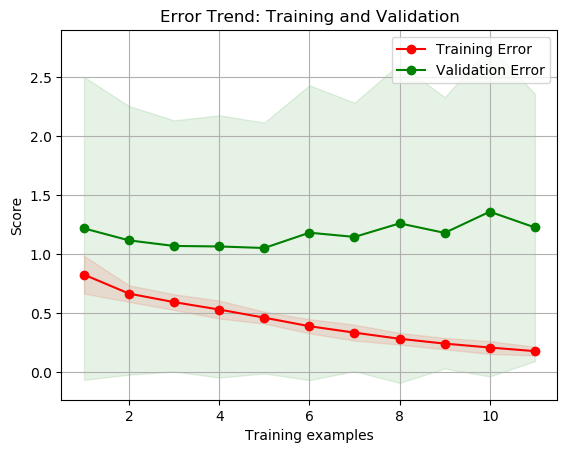 Error Trend: Training and Validation
Training Error
Validation Error
2.5
2.0
1.5
1.0
0.5
0.0
Score
2 4 6 8 10
Training examples